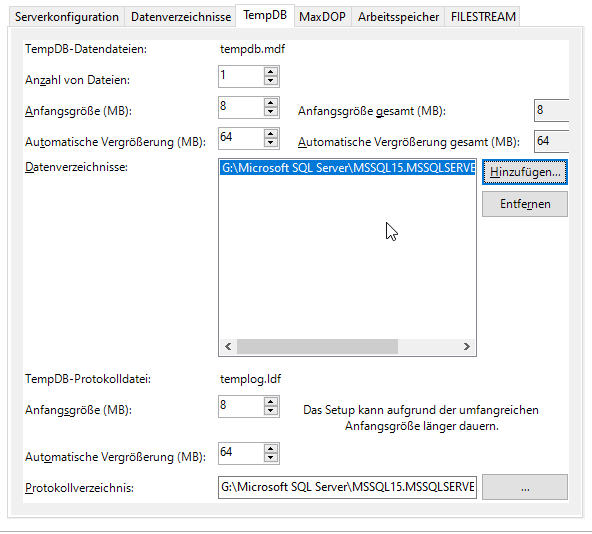 Serverkonfiguration Datenverzeichnisse TempDB MaxDOP Arbeitsspeicher FILESTREAM
TempDB-Datendateien: tempdb.mdf
Anzahl von Dateien: 1
Anfangsgröße (MB): 8 Anfangsgröße gesamt (MB): 8
Automatische Vergrößerung (MB): 64 Automatische Vergrößerung gesamt (MB): 64
Datenverzeichnisse: G:\Microsoft SQL Server\MSSQL15.MSSQLSERVE Hinzufügen...
Entfernen
TempDB-Protokolldatei: templog.ldf
Anfangsgröße (MB): 8 Das Setup kann aufgrund der umfangreichen
Anfangsgröße länger dauern.
Automatische Vergrößerung (MB): 64
Protokollverzeichnis: G:\Microsoft SQL Server\MSSQL15.MSSQLSERVE ...